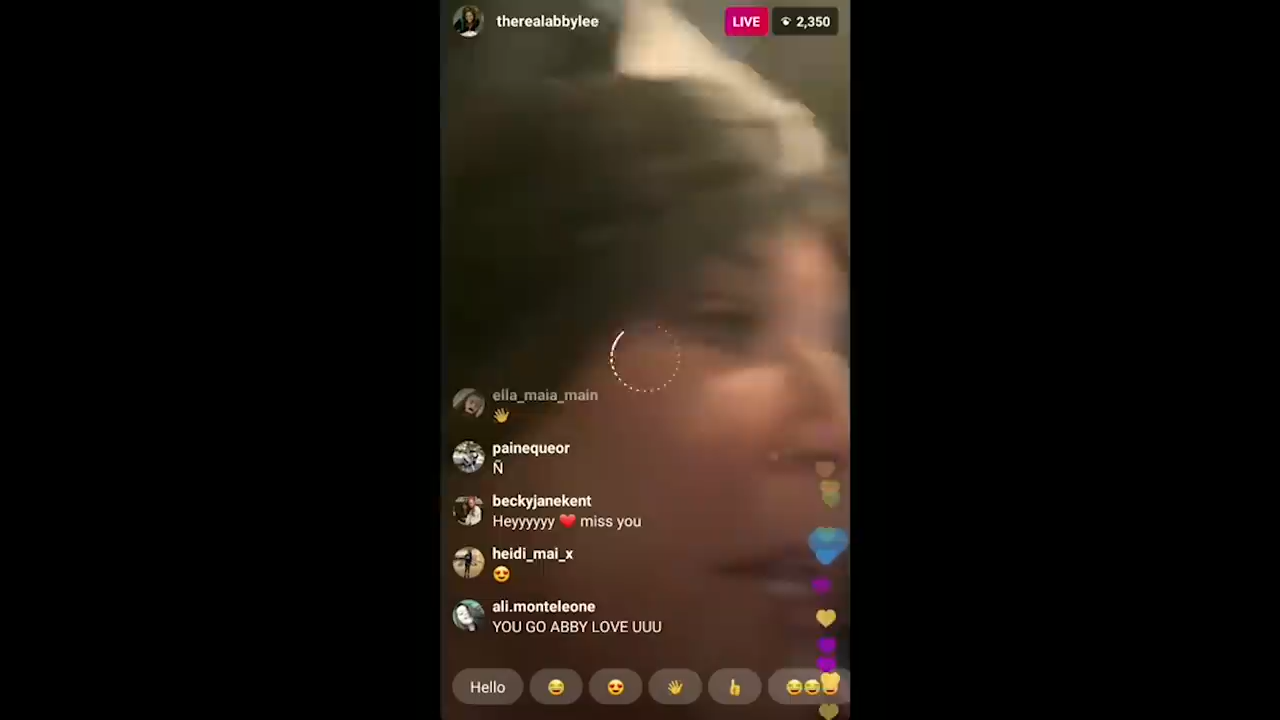 therealabbylee
LIVE
2,350
ella_maia_main
👋
painequeor
Ñ
beckyjanekent
Heyyyyyy ❤️ miss you
heidi_mai_x
😍
ali.monteleone
YOU GO ABBY LOVE UUU
Hello 😂 😍 👋 👍 😂😂😂